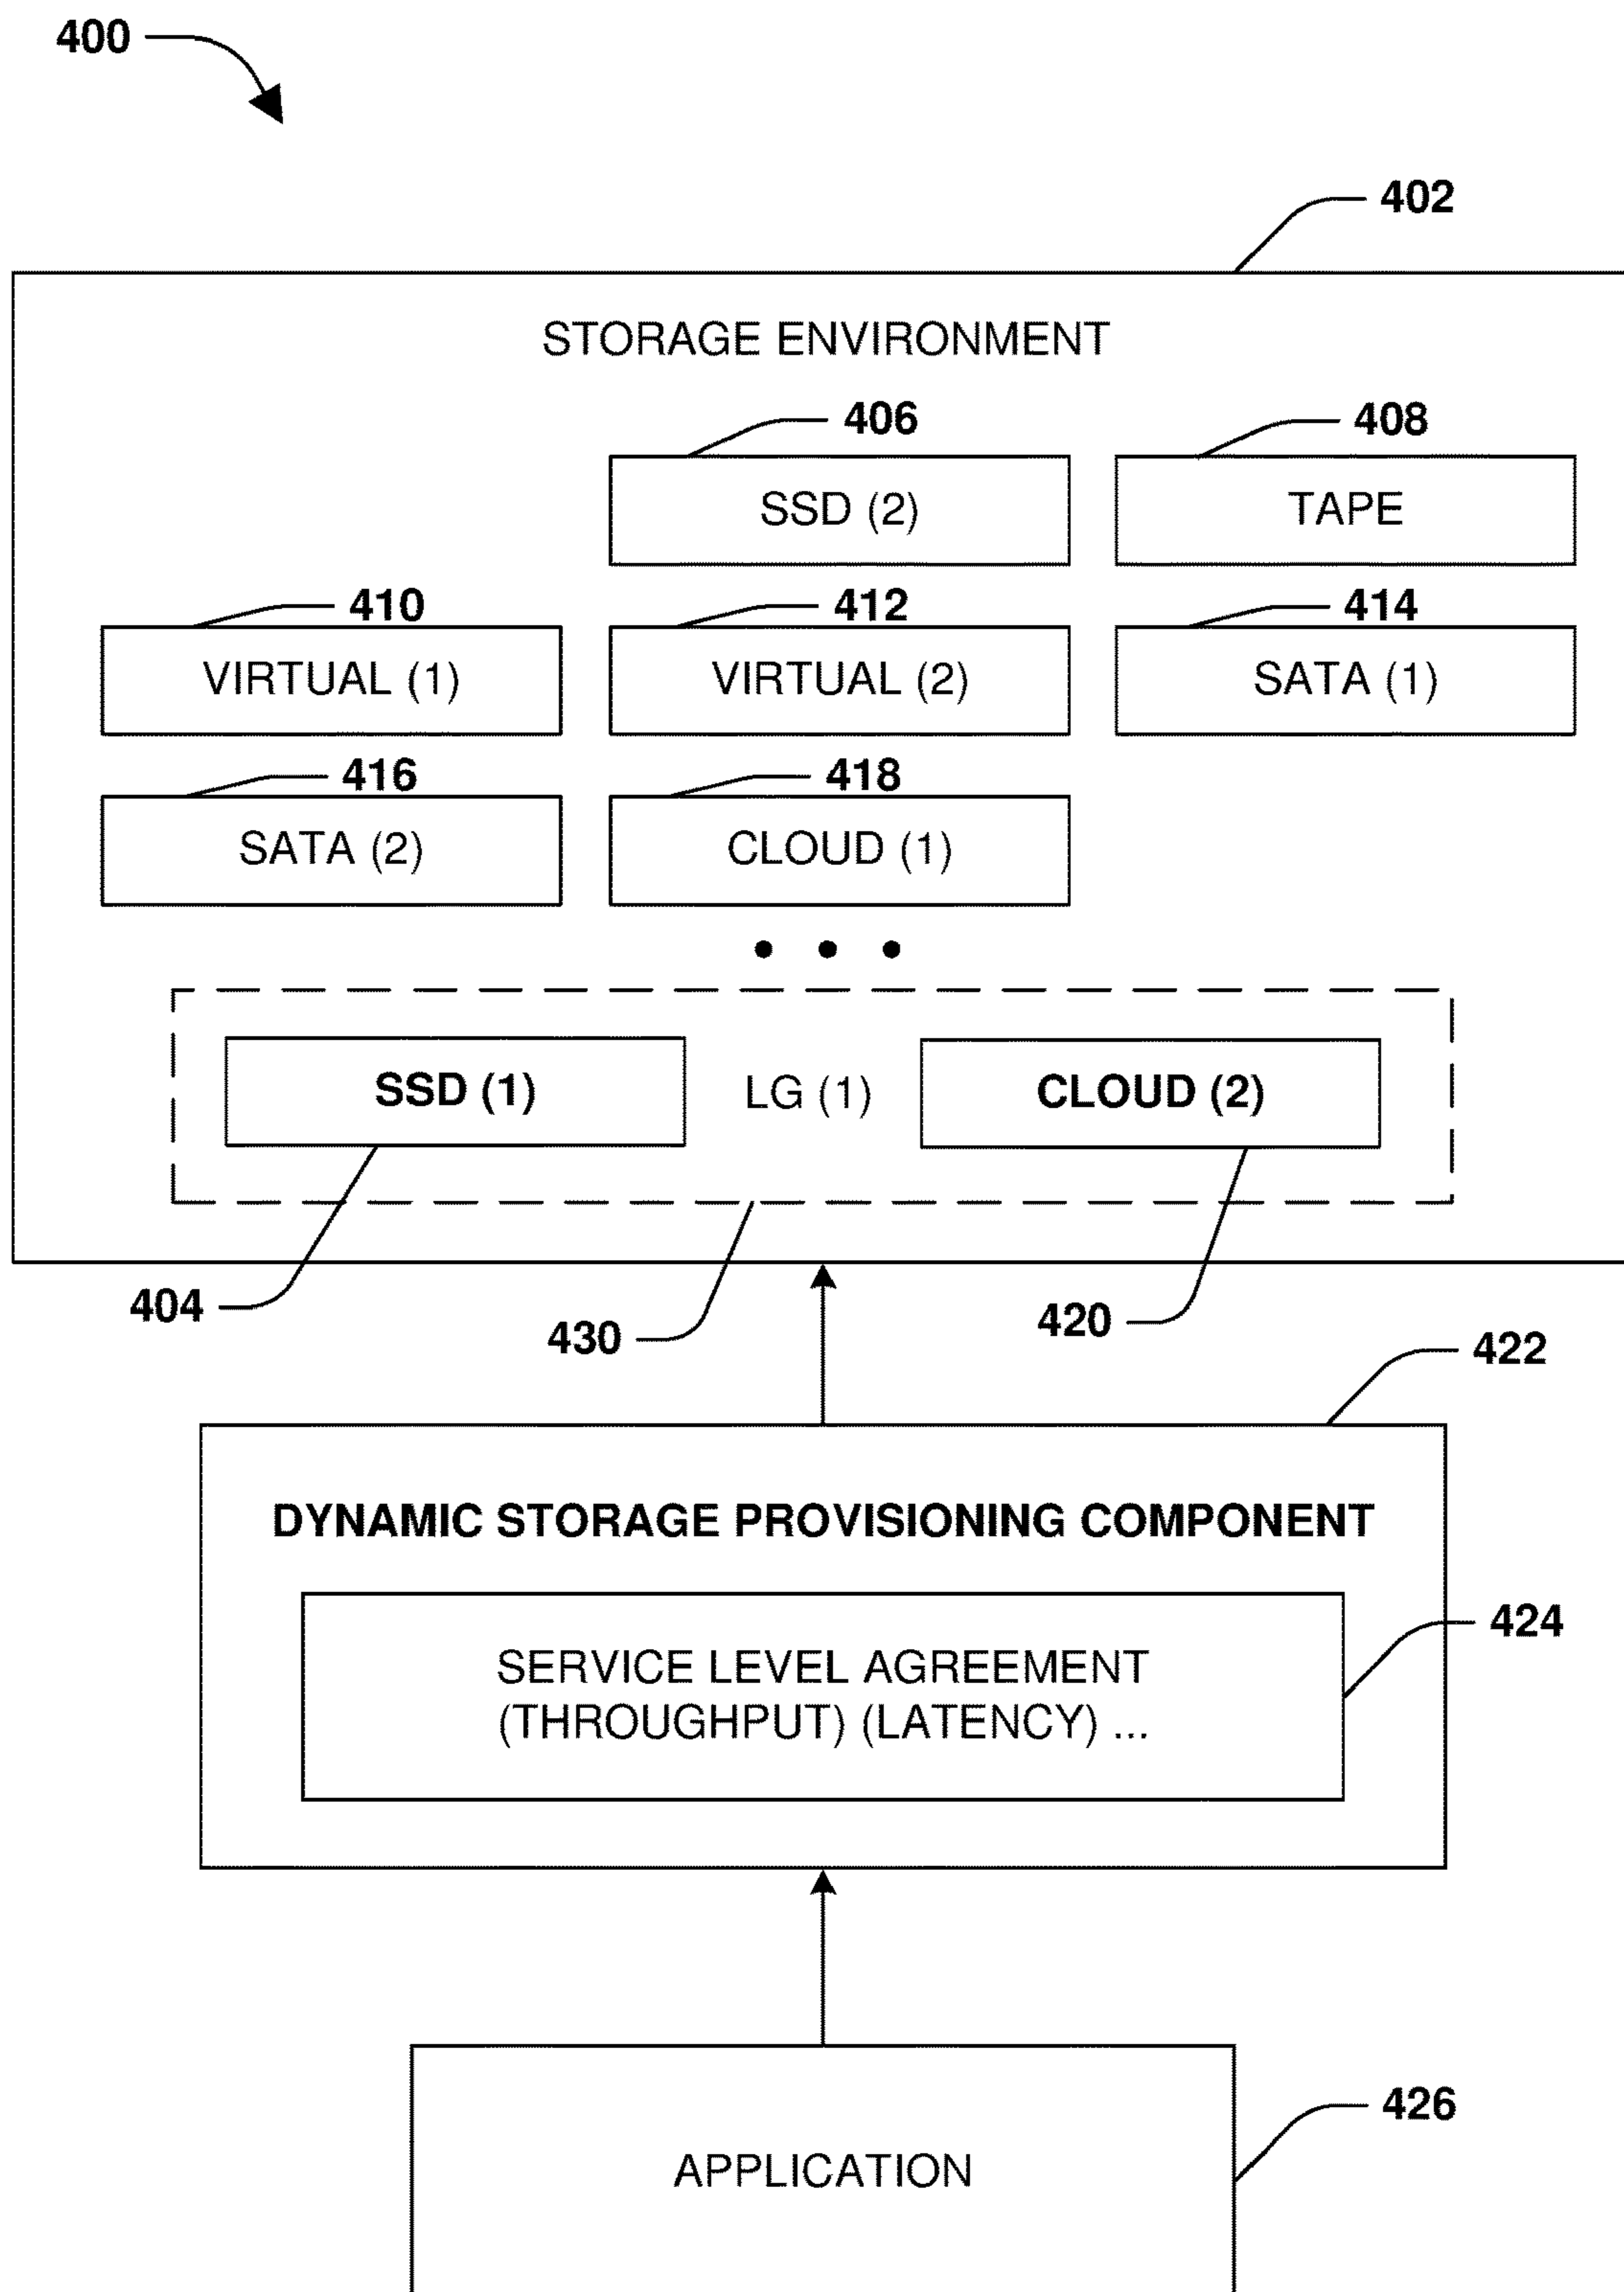 400
402
STORAGE ENVIRONMENT
406
408
SSD (2)
TAPE
410
412
414
VIRTUAL (1)
VIRTUAL (2)
SATA (1)
416
418
SATA (2)
CLOUD (1)
• • •
SSD (1)
LG (1)
CLOUD (2)
404
430
420
422
DYNAMIC STORAGE PROVISIONING COMPONENT
424
SERVICE LEVEL AGREEMENT
(THROUGHPUT) (LATENCY) ...
426
APPLICATION